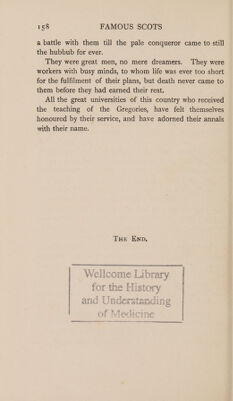 158 FAMOUS SCOTS
a battle with them till the pale conqueror came to still
the hubbub for ever.
They were great men, no mere dreamers. They were
workers with busy minds, to whom life was ever too short
for the fulfilment of their plans, but death never came to
them before they had earned their rest.
All the great universities of this country who received
the teaching of the Gregories, have felt themselves
honoured by their service, and have adorned their annals
with their name.
THE END.
Wellcome Library
for the History
and Understanding
of Medicine